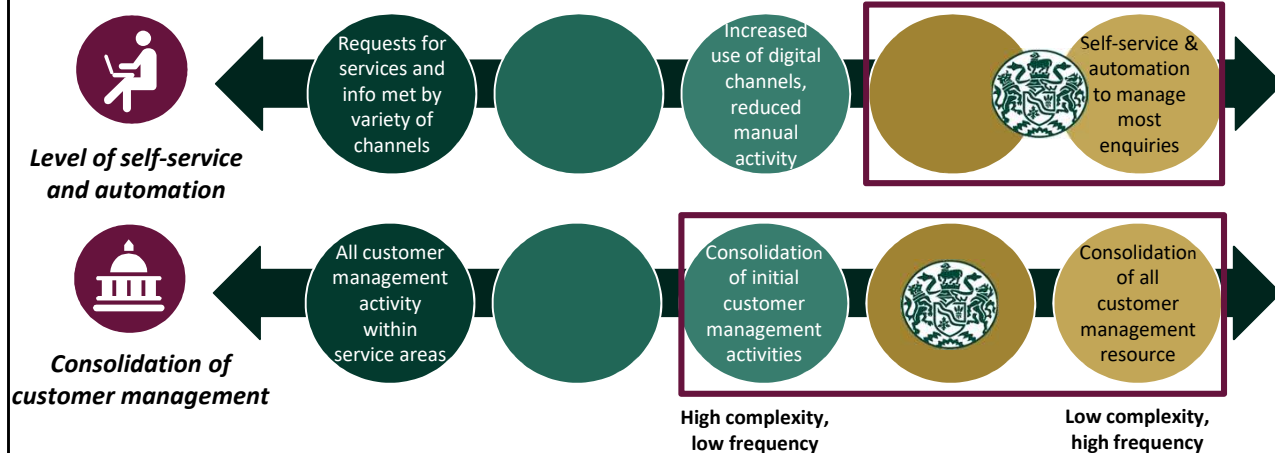 Requests for
services and
info met by
variety of
channels
Increased
use of digital
channels,
reduced
manual
activity
Self-service &
automation
to manage
most
enquiries
Level of self-service
and automation
All customer
management
activity
within
service areas
Consolidation
of initial
customer
management
activities
Consolidation
of all
customer
management
resource
Consolidation of
customer management
High complexity,
low frequency
Low complexity,
high frequency